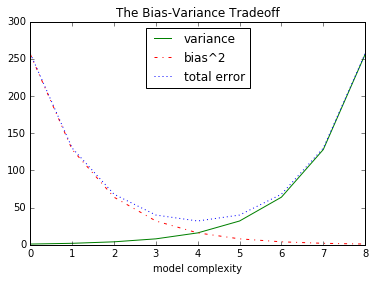 The Bias-Variance Tradeoff
300
250
200
150
100
50
0
variance
bias^2
total error
0 1 2 3 4 5 6 7 8
model complexity